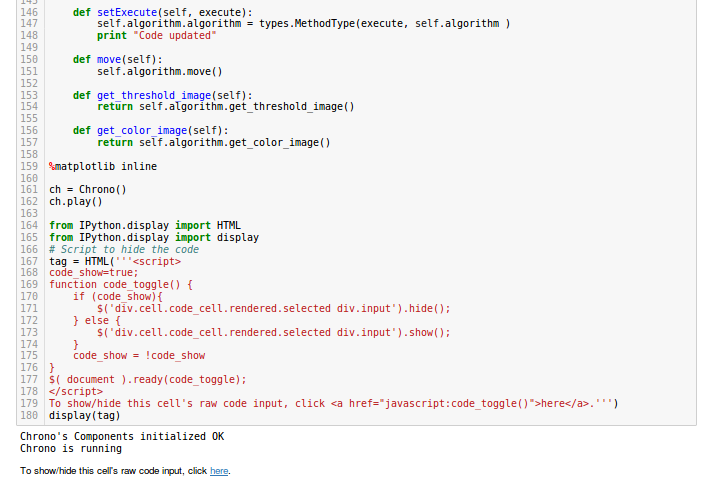 145
146     def setExecute(self, execute):
147         self.algorithm.algorithm = types.MethodType(execute, self.algorithm )
148         print "Code updated"
149
150     def move(self):
151         self.algorithm.move()
152
153     def get_threshold_image(self):
154         return self.algorithm.get_threshold_image()
155
156     def get_color_image(self):
157         return self.algorithm.get_color_image()
158
159 %matplotlib inline
160
161 ch = Chrono()
162 ch.play()
163
164 from IPython.display import HTML
165 from IPython.display import display
166 # Script to hide the code
167 tag = HTML('''<script>
168 code_show=true;
169 function code_toggle() {
170     if (code_show){
171         $('div.cell.code_cell.rendered.selected div.input').hide();
172     } else {
173         $('div.cell.code_cell.rendered.selected div.input').show();
174     }
175     code_show = !code_show
176 }
177 $( document ).ready(code_toggle);
178 </script>
179 To show/hide this cell's raw code input, click <a href="javascript:code_toggle()">here</a>.''')
180 display(tag)
Chrono's Components initialized OK
Chrono is running
To show/hide this cell's raw code input, click here.